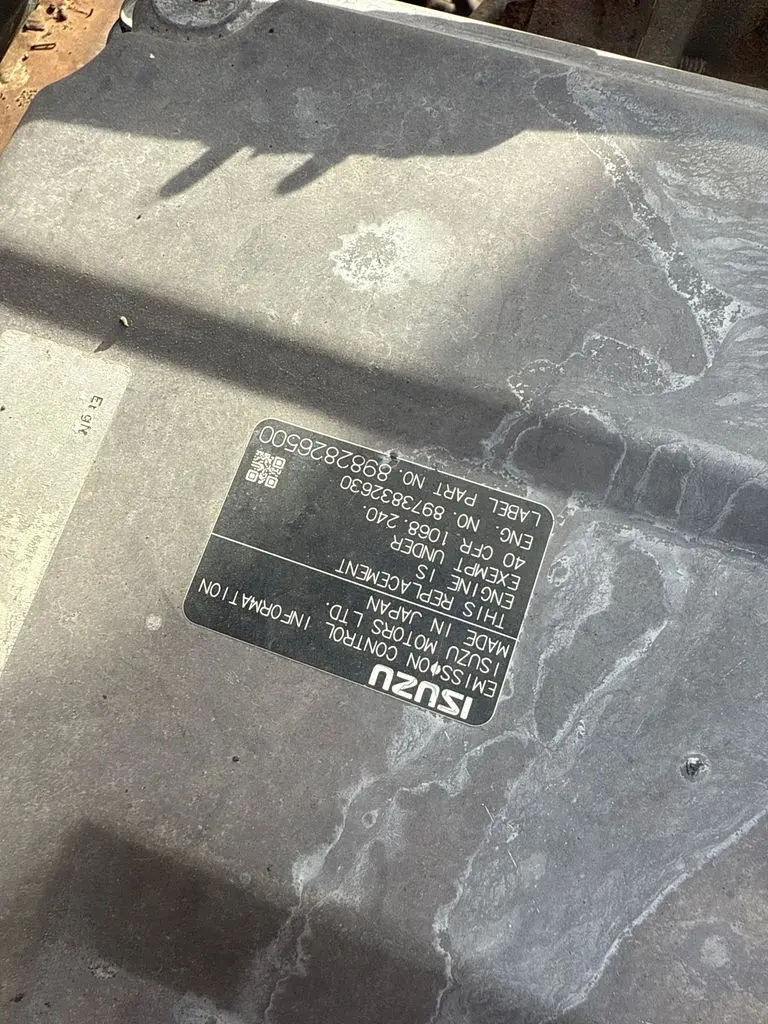 ISUZU
EMISSION CONTROL INFORMATION
ISUZU MOTORS LTD.
MADE IN JAPAN
THIS REPLACEMENT
ENGINE IS
EXEMPT UNDER
40 CFR 1068.240.
ENG. NO. 8973832630
LABEL PART NO. 8982826500